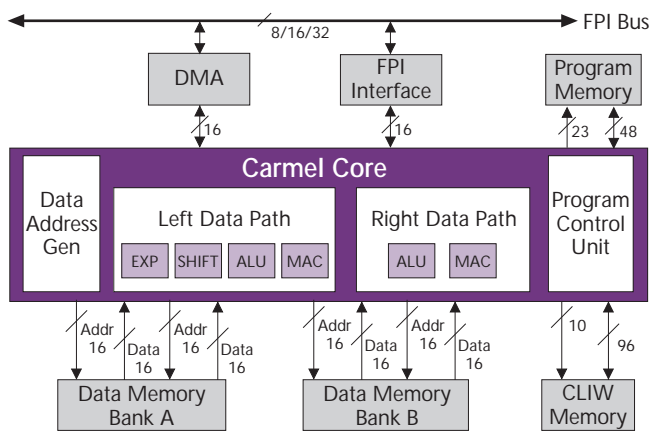 FPI Bus
8/16/32
DMA
FPI
Interface
Program
Memory
16
16
23
48
Carmel Core
Data
Address
Gen
Left Data Path
EXP
SHIFT
ALU
MAC
Right Data Path
ALU
MAC
Program
Control
Unit
Addr
16
Data
16
Addr
16
Data
16
Addr
16
Data
16
Addr
16
Data
16
10
96
Data Memory
Bank A
Data Memory
Bank B
CLIW
Memory